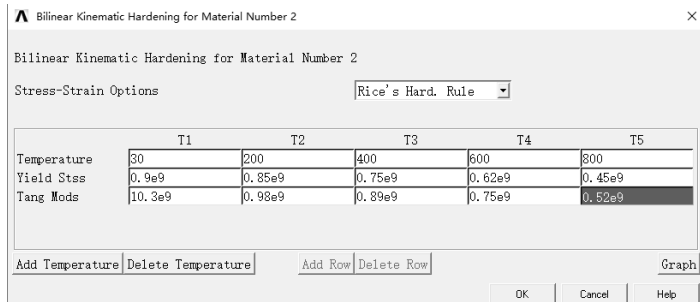 Bilinear Kinematic Hardening for Material Number 2
Bilinear Kinematic Hardening for Material Number 2
Stress-Strain Options Rice's Hard. Rule
T1 T2 T3 T4 T5
Temperature 30 200 400 600 800
Yield Stss 0.9e9 0.85e9 0.75e9 0.62e9 0.45e9
Tang Mods 10.3e9 0.98e9 0.89e9 0.75e9 0.52e9
Add Temperature Delete Temperature Add Row Delete Row Graph
OK Cancel Help